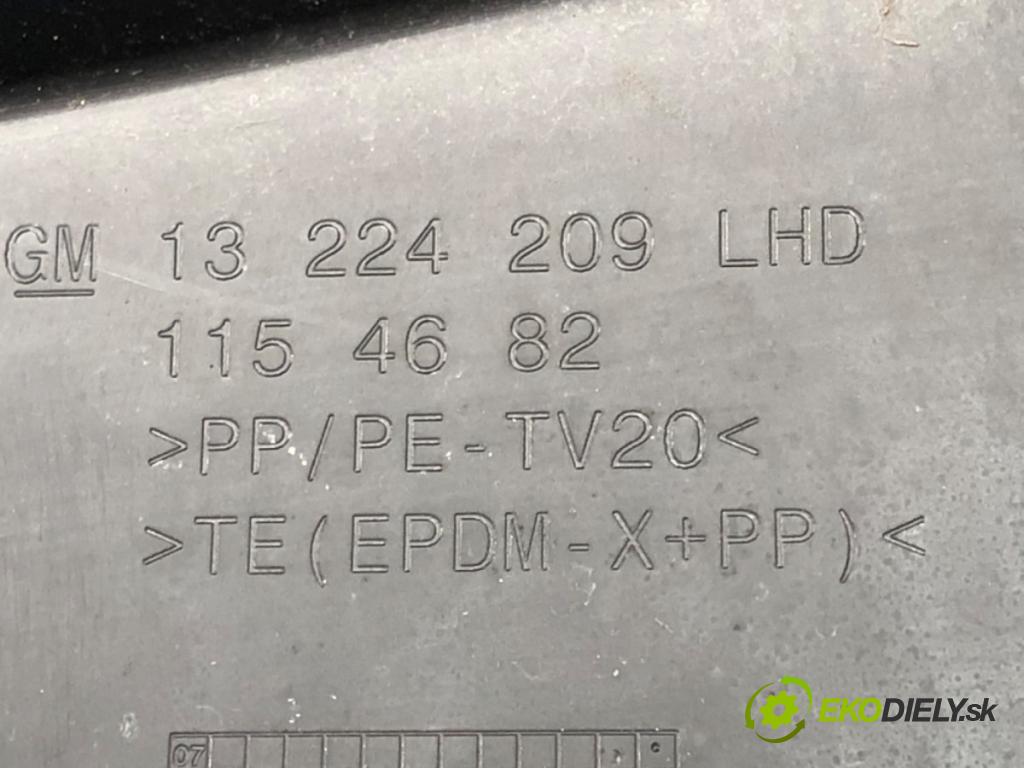 GM 13 224 209 LHD
115 46 82
>PP/PE-TV20<
>TE(EPDM-X+PP)<
07
EKODIELY.sk